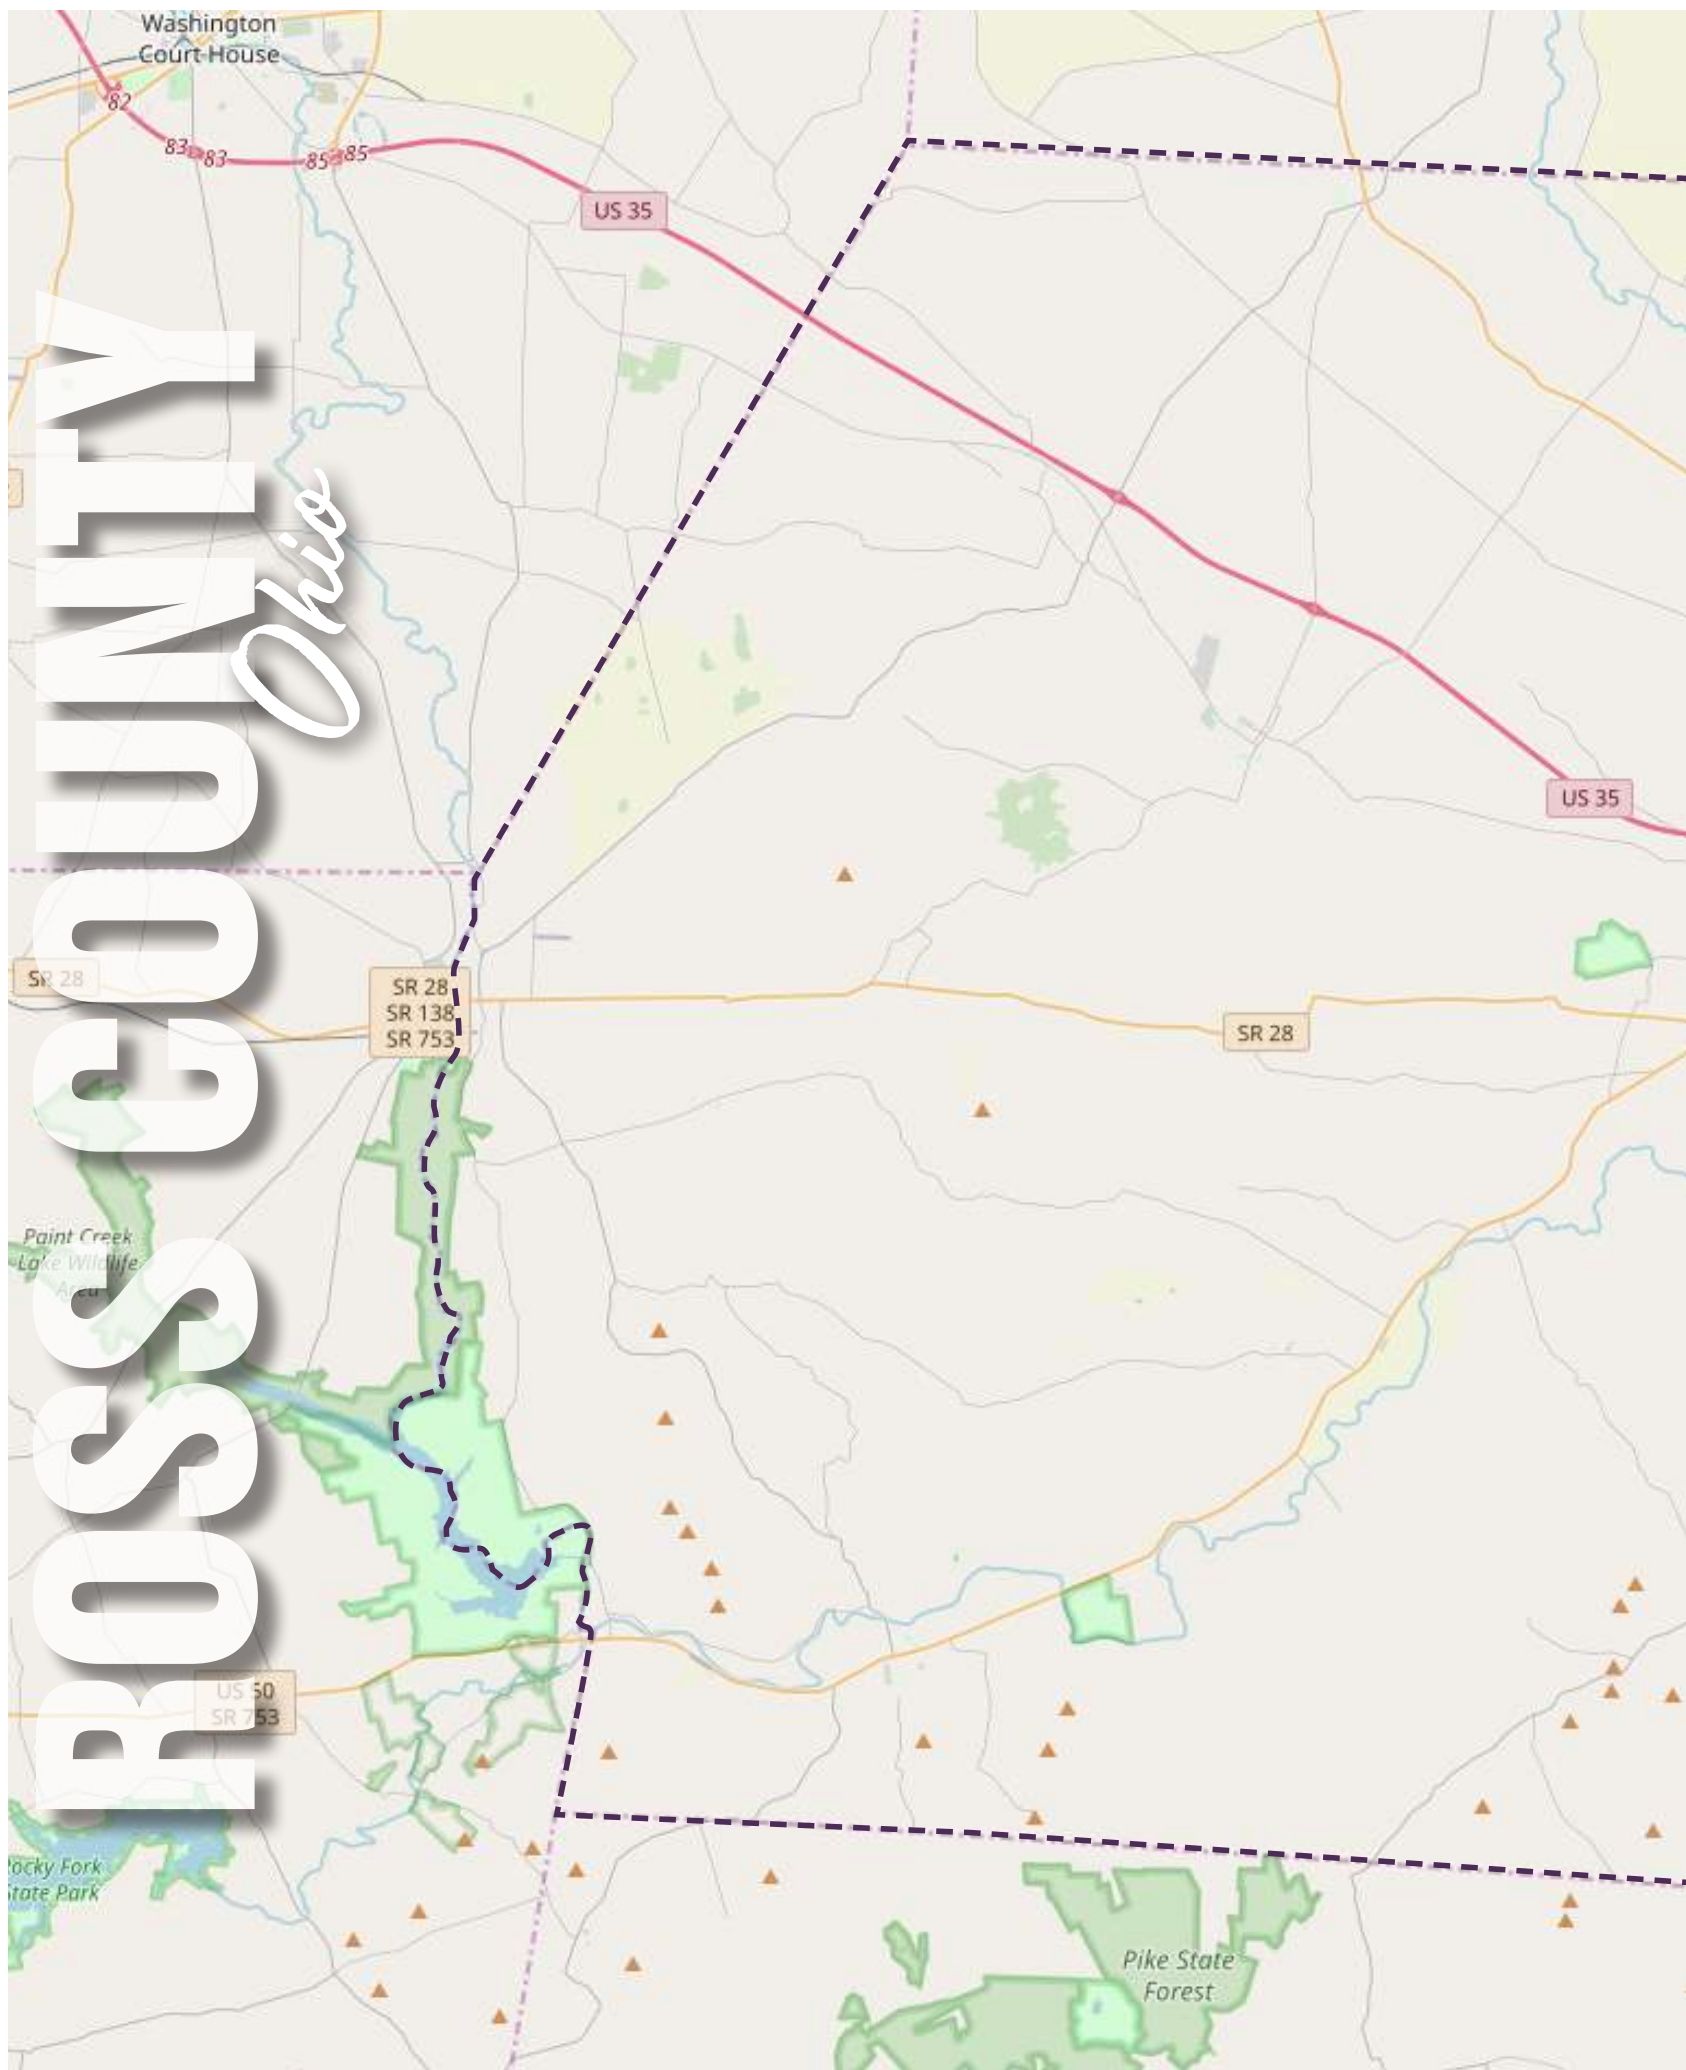 Washington
Court House
82
83
83
85
85
US 35
ROSS COUNTY
Ohio
US 35
SR 28
SR 28
SR 138
SR 753
SR 28
Paint Creek
Lake Wildlife
Area
US 50
SR 753
Rocky Fork
State Park
Pike State
Forest